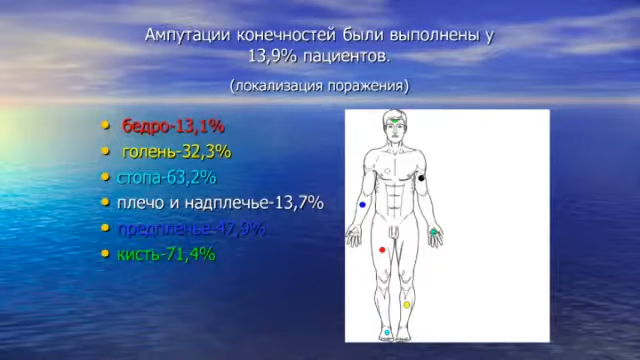 Ампутации конечностей были выполнены у
13,9% пациентов.
(локализация поражения)
бедро-13,1%
голень-32,3%
стопа-63,2%
плечо и надплечье-13,7%
предплечье-47,9%
кисть-71,4%